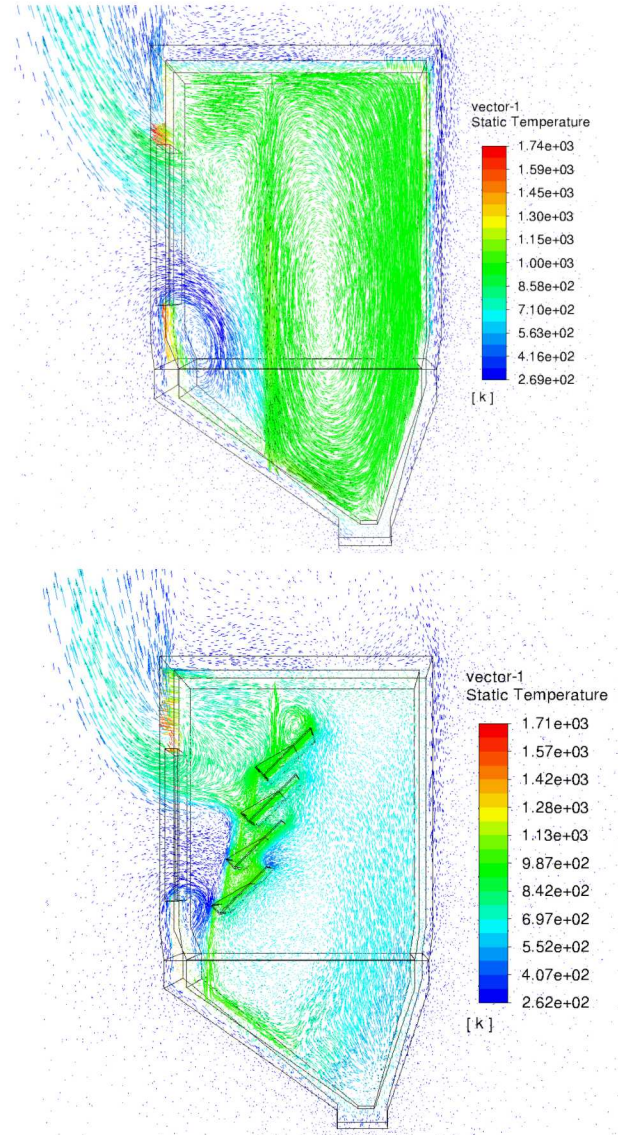 vector-1
Static Temperature
1.74e+03
1.59e+03
1.45e+03
1.30e+03
1.15e+03
1.00e+03
8.58e+02
7.10e+02
5.63e+02
4.16e+02
2.69e+02
[ k ]
vector-1
Static Temperature
1.71e+03
1.57e+03
1.42e+03
1.28e+03
1.13e+03
9.87e+02
8.42e+02
6.97e+02
5.52e+02
4.07e+02
2.62e+02
[ k ]